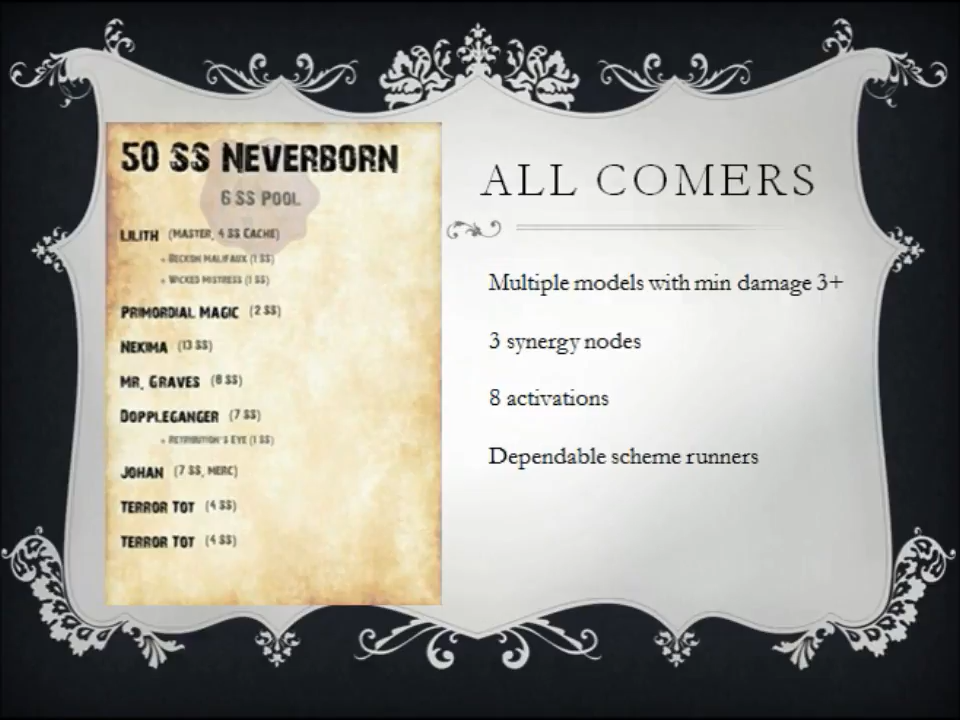 50 SS NEVERBORN
6 SS POOL
LILITH (MASTER, 4 SS CACHE)
• BECKON MALIFAUX (1 SS)
• WICKED MISTRESS (1 SS)
PRIMORDIAL MAGIC (2 SS)
NEKIMA (13 SS)
MR. GRAVES (8 SS)
DOPPLEGANGER (7 SS)
• RETRIBUTION'S EYE (1 SS)
JOHAN (7 SS, MERC)
TERROR TOT (4 SS)
TERROR TOT (4 SS)
ALL COMERS
Multiple models with min damage 3+
3 synergy nodes
8 activations
Dependable scheme runners